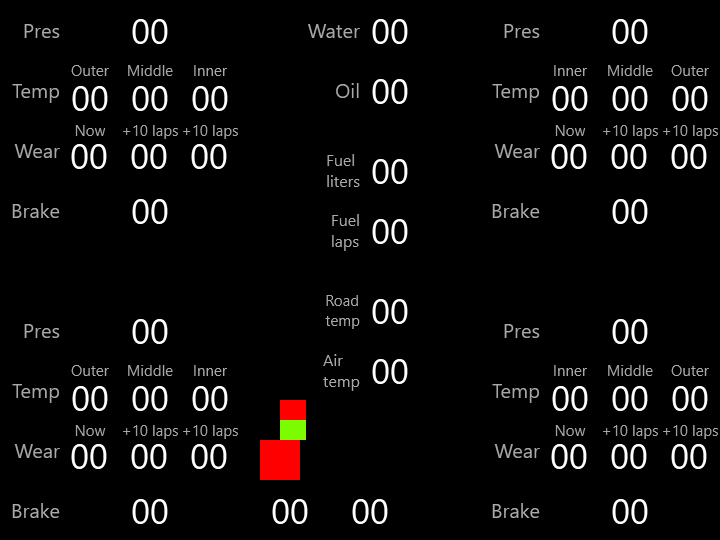 Pres 00 Water 00 Pres 00
Outer Middle Inner Inner Middle Outer
Temp 00 00 00 Oil 00 Temp 00 00 00
Now +10 laps +10 laps Now +10 laps +10 laps
Wear 00 00 00 Wear 00 00 00
Fuel
liters 00
Brake 00 Brake 00
Fuel
laps 00
Road
temp 00
Pres 00 Pres 00
Outer Middle Inner Inner Middle Outer
Air
temp 00
Temp 00 00 00 Temp 00 00 00
Now +10 laps +10 laps Now +10 laps +10 laps
Wear 00 00 00 Wear 00 00 00
Brake 00 00 00 Brake 00